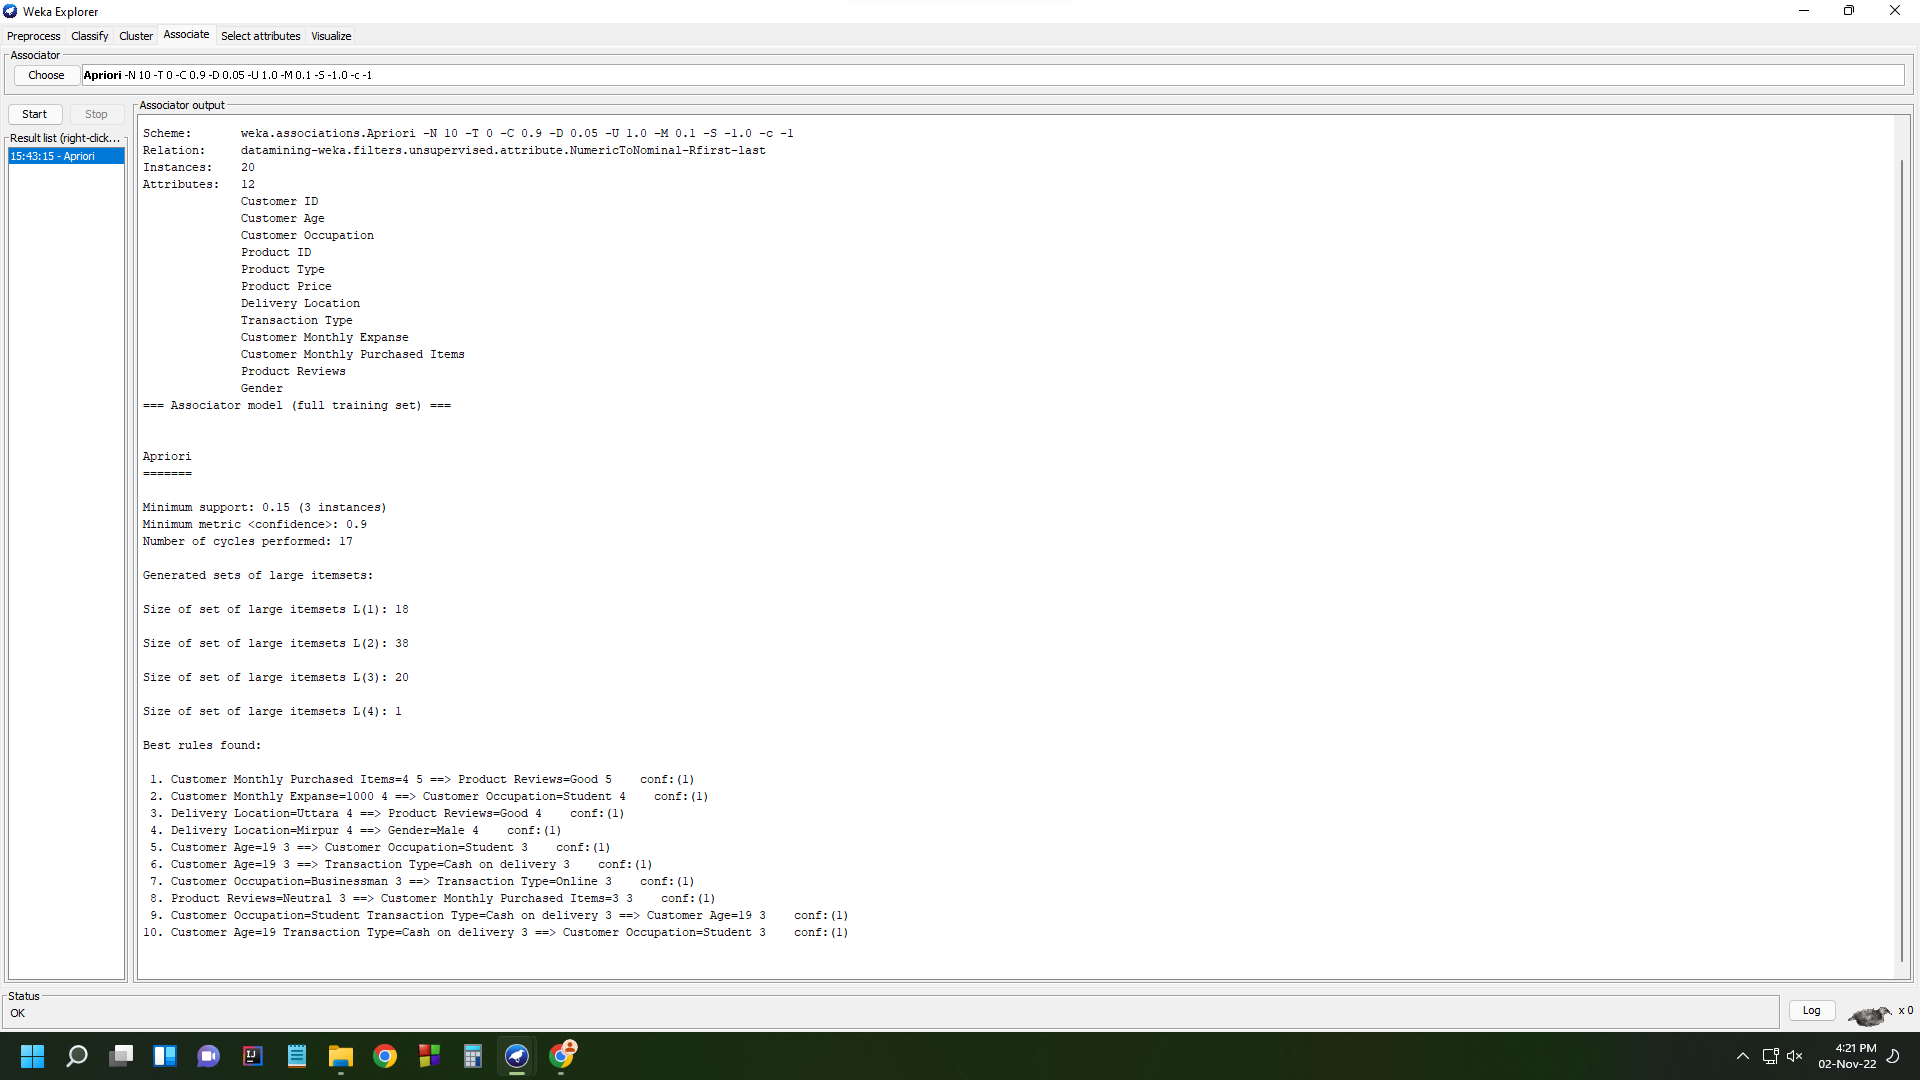 Weka Explorer
Preprocess Classify Cluster Associate Select attributes Visualize
Associator
Choose Apriori -N 10 -T 0 -C 0.9 -D 0.05 -U 1.0 -M 0.1 -S -1.0 -c -1
Start Stop
Result list (right-click...
15:43:15 - Apriori
Associator output
Scheme: weka.associations.Apriori -N 10 -T 0 -C 0.9 -D 0.05 -U 1.0 -M 0.1 -S -1.0 -c -1
Relation: datamining-weka.filters.unsupervised.attribute.NumericToNominal-Rfirst-last
Instances: 20
Attributes: 12
Customer ID
Customer Age
Customer Occupation
Product ID
Product Type
Product Price
Delivery Location
Transaction Type
Customer Monthly Expanse
Customer Monthly Purchased Items
Product Reviews
Gender
=== Associator model (full training set) ===
Apriori
=======
Minimum support: 0.15 (3 instances)
Minimum metric <confidence>: 0.9
Number of cycles performed: 17
Generated sets of large itemsets:
Size of set of large itemsets L(1): 18
Size of set of large itemsets L(2): 38
Size of set of large itemsets L(3): 20
Size of set of large itemsets L(4): 1
Best rules found:
1. Customer Monthly Purchased Items=4 5 ==> Product Reviews=Good 5 conf:(1)
2. Customer Monthly Expanse=1000 4 ==> Customer Occupation=Student 4 conf:(1)
3. Delivery Location=Uttara 4 ==> Product Reviews=Good 4 conf:(1)
4. Delivery Location=Mirpur 4 ==> Gender=Male 4 conf:(1)
5. Customer Age=19 3 ==> Customer Occupation=Student 3 conf:(1)
6. Customer Age=19 3 ==> Transaction Type=Cash on delivery 3 conf:(1)
7. Customer Occupation=Businessman 3 ==> Transaction Type=Online 3 conf:(1)
8. Product Reviews=Neutral 3 ==> Customer Monthly Purchased Items=3 3 conf:(1)
9. Customer Occupation=Student Transaction Type=Cash on delivery 3 ==> Customer Age=19 3 conf:(1)
10. Customer Age=19 Transaction Type=Cash on delivery 3 ==> Customer Occupation=Student 3 conf:(1)
Status
OK
Log
x 0
4:21 PM
02-Nov-22